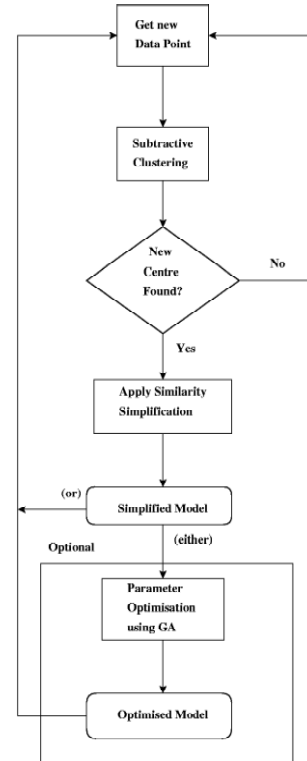 Get new
Data Point
Subtractive
Clustering
New
Centre
Found?
No
Yes
Apply Similarity
Simplification
(or)
Simplified Model
(either)
Optional
Parameter
Optimisation
using GA
Optimised Model